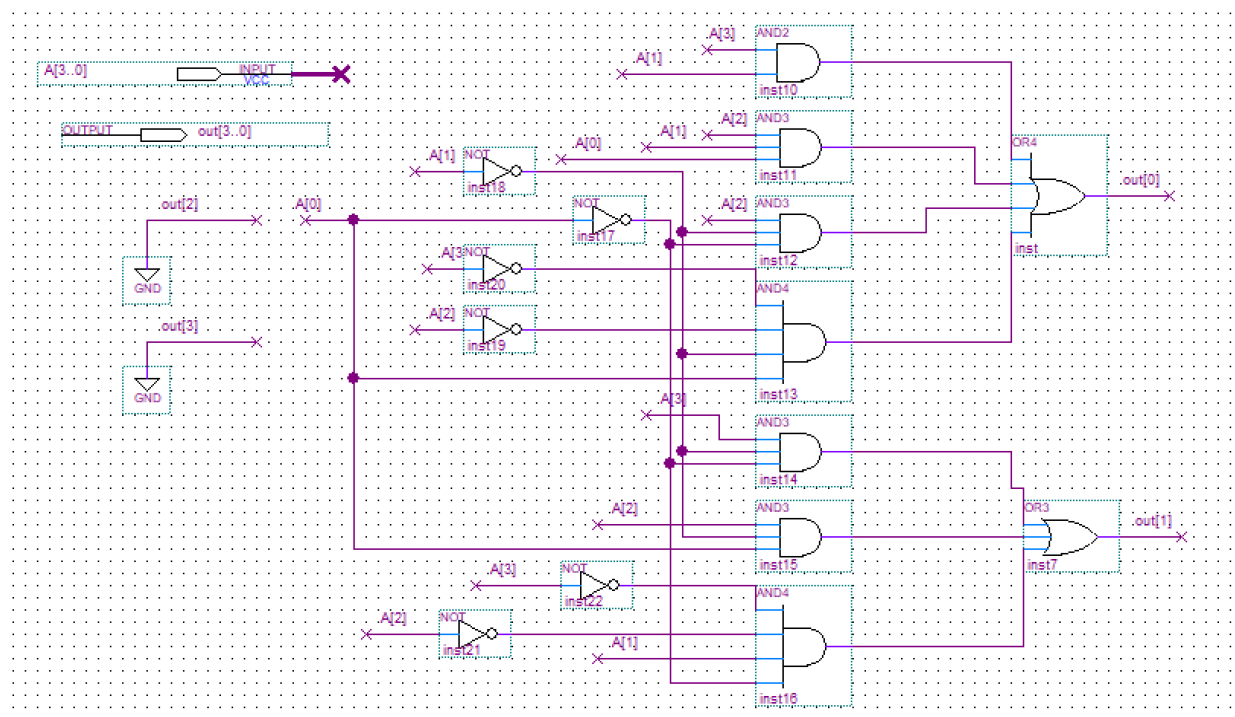 A[3..0]
INPUT
VCC
OUTPUT
out[3..0]
out[2]
GND
out[3]
GND
A[0]
A[1]
NOT
inst18
NOT
inst17
A[3
NOT
inst20
A[2]
NOT
inst19
A[3]
A[1]
AND2
inst10
A[2]
A[1]
A[0]
AND3
inst11
A[2]
AND3
inst12
AND4
inst13
OR4
inst
out[0]
A[3]
AND3
inst14
A[2]
AND3
inst15
OR3
inst7
out[1]
A[3]
NOT
inst22
A[2]
NOT
inst21
A[1]
AND4
inst16